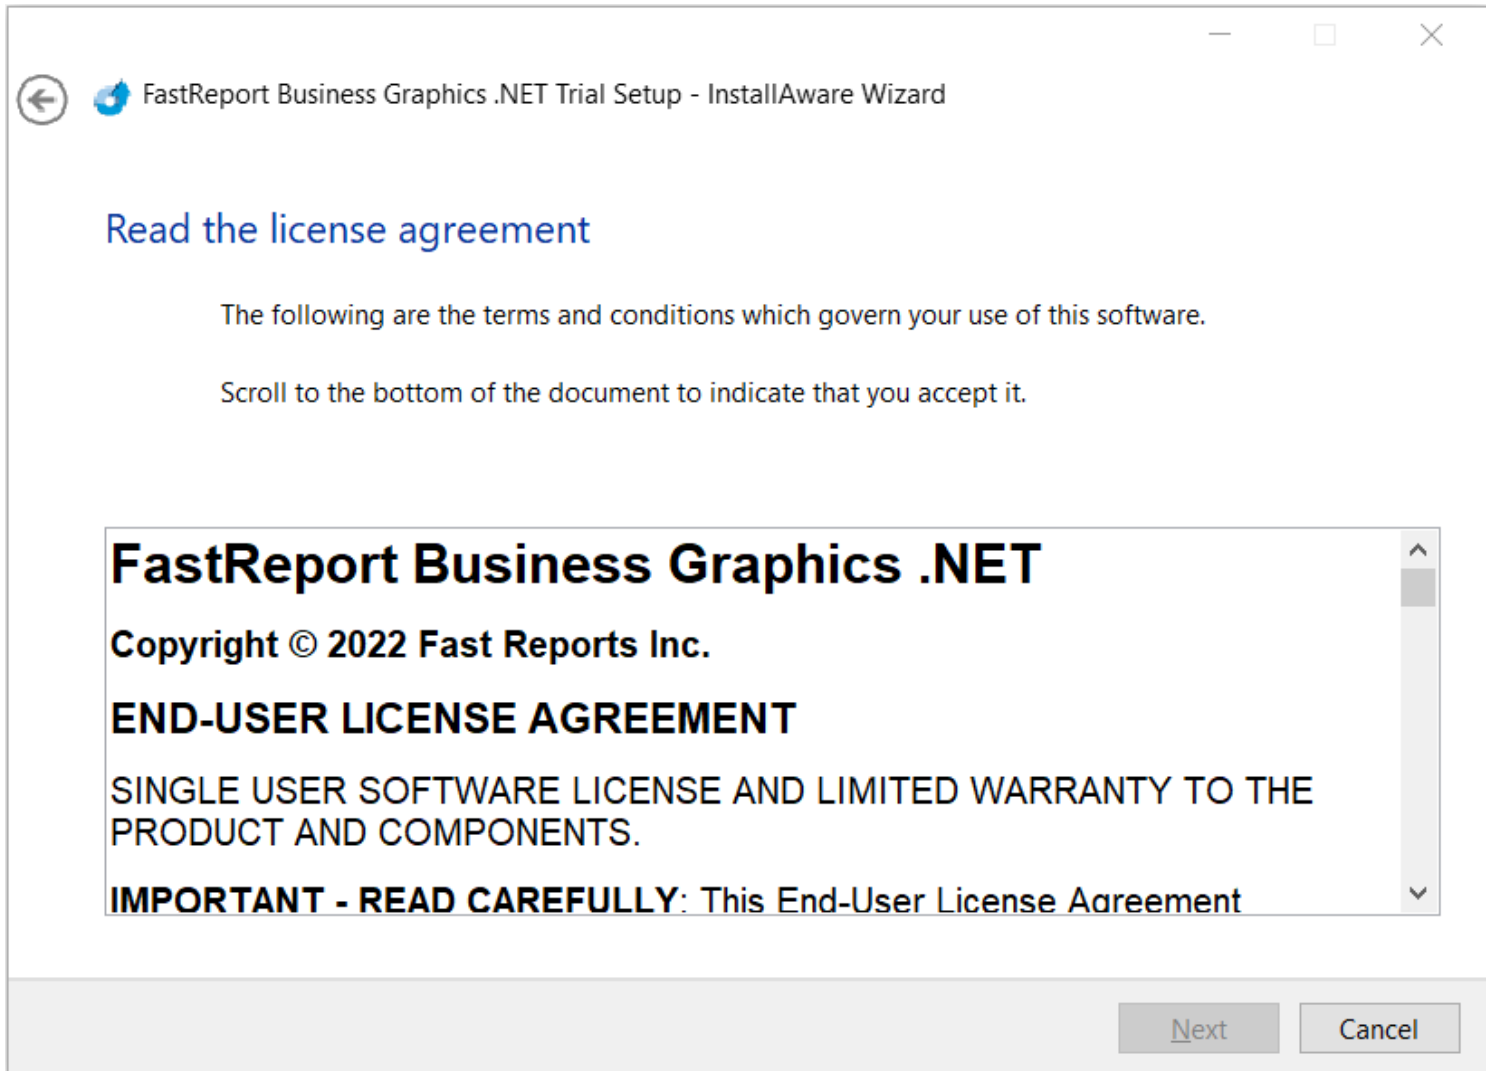 FastReport Business Graphics .NET Trial Setup - InstallAware Wizard
Read the license agreement
The following are the terms and conditions which govern your use of this software.
Scroll to the bottom of the document to indicate that you accept it.
FastReport Business Graphics .NET
Copyright © 2022 Fast Reports Inc.
END-USER LICENSE AGREEMENT
SINGLE USER SOFTWARE LICENSE AND LIMITED WARRANTY TO THE
PRODUCT AND COMPONENTS.
IMPORTANT - READ CAREFULLY: This End-User License Agreement
Next
Cancel